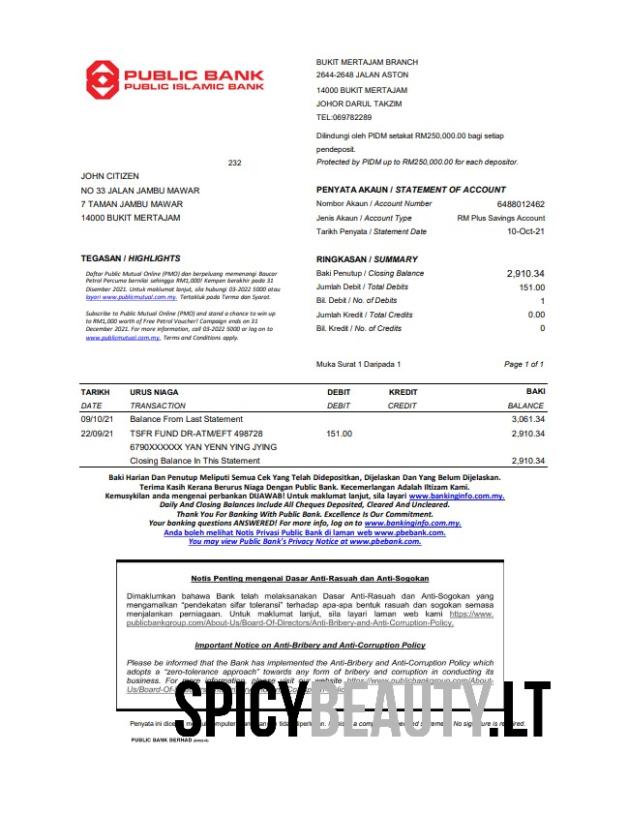 PUBLIC BANK
PUBLIC ISLAMIC BANK
BUKIT MERTAJAM BRANCH
2644-2648 JALAN ASTON
14000 BUKIT MERTAJAM
JOHOR DARUL TAKZIM
TEL:069782289
Dilindungi oleh PIDM setakat RM250,000.00 bagi setiap
pendeposit.
232
Protected by PIDM up to RM250,000.00 for each depositor.
JOHN CITIZEN
NO 33 JALAN JAMBU MAWAR
7 TAMAN JAMBU MAWAR
14000 BUKIT MERTAJAM
PENYATA AKAUN / STATEMENT OF ACCOUNT
Nombor Akaun / Account Number 6488012462
Jenis Akaun / Account Type RM Plus Savings Account
Tarikh Penyata / Statement Date 10-Oct-21
TEGASAN / HIGHLIGHTS
Daftar Public Mutual Online (PMO) dan berpeluang memenangi Baucar
Petrol Percuma bernilai sehingga RM1,000! Kempen berakhir pada 31
Disember 2021. Untuk maklumat lanjut, sila hubungi 03-2022 5000 atau
layari www.publicmutual.com.my. Tertakluk pada Terma dan Syarat.
Subscribe to Public Mutual Online (PMO) and stand a chance to win up
to RM1,000 worth of Free Petrol Voucher! Campaign ends on 31
December 2021. For more information, call 03-2022 5000 or log on to
www.publicmutual.com.my. Terms and Conditions apply.
RINGKASAN / SUMMARY
Baki Penutup / Closing Balance 2,910.34
Jumlah Debit / Total Debits 151.00
Bil. Debit / No. of Debits 1
Jumlah Kredit / Total Credits 0.00
Bil. Kredit / No. of Credits 0
Muka Surat 1 Daripada 1 Page 1 of 1
TARIKH URUS NIAGA DEBIT KREDIT BAKI
DATE TRANSACTION DEBIT CREDIT BALANCE
09/10/21 Balance From Last Statement 3,061.34
22/09/21 TSFR FUND DR-ATM/EFT 498728 151.00 2,910.34
6790XXXXXX YAN YENN YING JYING
Closing Balance In This Statement 2,910.34
Baki Harian Dan Penutup Meliputi Semua Cek Yang Telah Didepositkan, Dijelaskan Dan Yang Belum Dijelaskan.
Terima Kasih Kerana Berurus Niaga Dengan Public Bank. Kecemerlangan Adalah Iltizam Kami.
Kemusykilan anda mengenai perbankan DIJAWAB! Untuk maklumat lanjut, sila layari www.bankinginfo.com.my.
Daily And Closing Balances Include All Cheques Deposited, Cleared And Uncleared.
Thank You For Banking With Public Bank. Excellence Is Our Commitment.
Your banking questions ANSWERED! For more info, log on to www.bankinginfo.com.my.
Anda boleh melihat Notis Privasi Public Bank di laman web www.pbebank.com.
You may view Public Bank's Privacy Notice at www.pbebank.com.
Notis Penting mengenai Dasar Anti-Rasuah dan Anti-Sogokan
Dimaklumkan bahawa Bank telah melaksanakan Dasar Anti-Rasuah dan Anti-Sogokan yang
mengamalkan "pendekatan sifar toleransi" terhadap apa-apa bentuk rasuah dan sogokan semasa
menjalankan perniagaan. Untuk maklumat lanjut, sila layari laman web kami https://www.
publicbankgroup.com/About-Us/Board-Of-Directors/Anti-Bribery-and-Anti-Corruption-Policy.
Important Notice on Anti-Bribery and Anti-Corruption Policy
Please be informed that the Bank has implemented the Anti-Bribery and Anti-Corruption Policy which
adopts a "zero-tolerance approach" towards any form of bribery and corruption in conducting its
business. For more information, please visit our website https://www.publicbankgroup.com/About-
Us/Board-Of-
SPICYBEAUTY.LT
Penyata ini komputer No signature is required.
PUBLIC BANK BERHAD